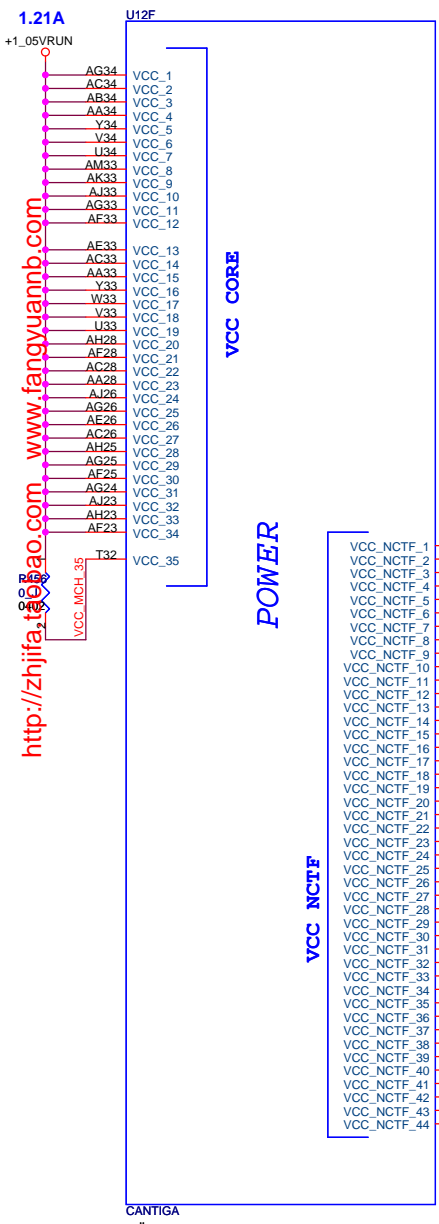 1.21A
U12F
+1_05VRUN
AG34 VCC_1
AC34 VCC_2
AB34 VCC_3
AA34 VCC_4
Y34 VCC_5
V34 VCC_6
U34 VCC_7
AM33 VCC_8
AK33 VCC_9
AJ33 VCC_10
AG33 VCC_11
AF33 VCC_12
AE33 VCC_13
AC33 VCC_14
AA33 VCC_15
Y33 VCC_16
W33 VCC_17
V33 VCC_18
U33 VCC_19
AH28 VCC_20
AF28 VCC_21
AC28 VCC_22
AA28 VCC_23
AJ26 VCC_24
AG26 VCC_25
AE26 VCC_26
AC26 VCC_27
AH25 VCC_28
AG25 VCC_29
AF25 VCC_30
AG24 VCC_31
AJ23 VCC_32
AH23 VCC_33
AF23 VCC_34
T32 VCC_35
VCC CORE
POWER
1
R456
0402
2
VCC_MCH_35
http://zhjifa.taobao.com www.fangyuannb.com
VCC NCTF
VCC_NCTF_1
VCC_NCTF_2
VCC_NCTF_3
VCC_NCTF_4
VCC_NCTF_5
VCC_NCTF_6
VCC_NCTF_7
VCC_NCTF_8
VCC_NCTF_9
VCC_NCTF_10
VCC_NCTF_11
VCC_NCTF_12
VCC_NCTF_13
VCC_NCTF_14
VCC_NCTF_15
VCC_NCTF_16
VCC_NCTF_17
VCC_NCTF_18
VCC_NCTF_19
VCC_NCTF_20
VCC_NCTF_21
VCC_NCTF_22
VCC_NCTF_23
VCC_NCTF_24
VCC_NCTF_25
VCC_NCTF_26
VCC_NCTF_27
VCC_NCTF_28
VCC_NCTF_29
VCC_NCTF_30
VCC_NCTF_31
VCC_NCTF_32
VCC_NCTF_33
VCC_NCTF_34
VCC_NCTF_35
VCC_NCTF_36
VCC_NCTF_37
VCC_NCTF_38
VCC_NCTF_39
VCC_NCTF_40
VCC_NCTF_41
VCC_NCTF_42
VCC_NCTF_43
VCC_NCTF_44
CANTIGA